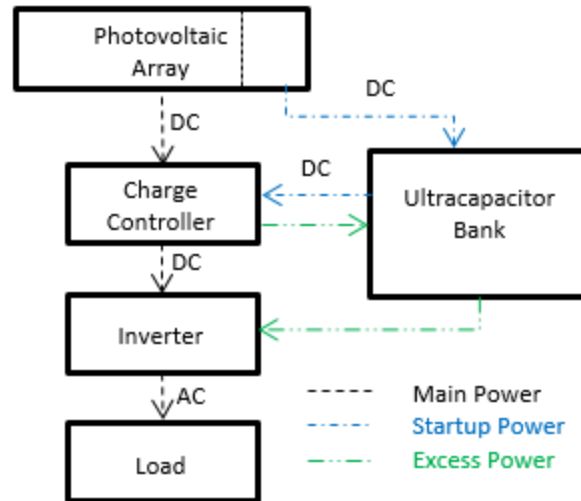 Photovoltaic
Array
DC
DC
DC
Charge
Controller
Ultracapacitor
Bank
DC
Inverter
AC
Load
Main Power
Startup Power
Excess Power